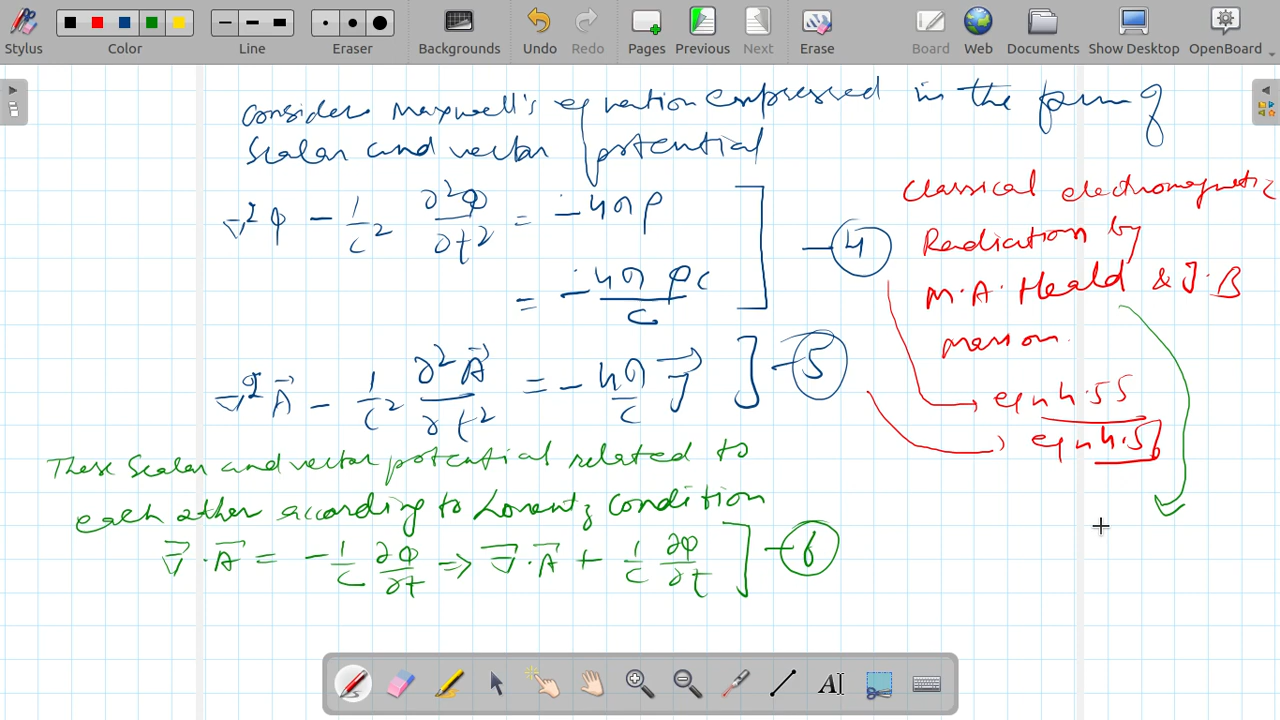 Stylus Color Line Eraser Backgrounds Undo Redo Pages Previous Next Erase Board Web Documents Show Desktop OpenBoard
Consider Maxwell's equation expressed in the form of
scalar and vector potential
∇²φ - 1/c² ∂²φ/∂t² = -4πρ
= -4πρc/c ] - 4
∇²A⃗ - 1/c² ∂²A⃗/∂t² = -4π/c J⃗ ] - 5
Classical electromagnetic
Radiation by
M.A. Heald & J.B
marion.
eqn 4.55
eqn 4.56
These scalar and vector potential related to
each other according to Lorentz condition
∇⃗·A⃗ = -1/c ∂φ/∂t => ∇⃗·A⃗ + 1/c ∂φ/∂t ] - 6